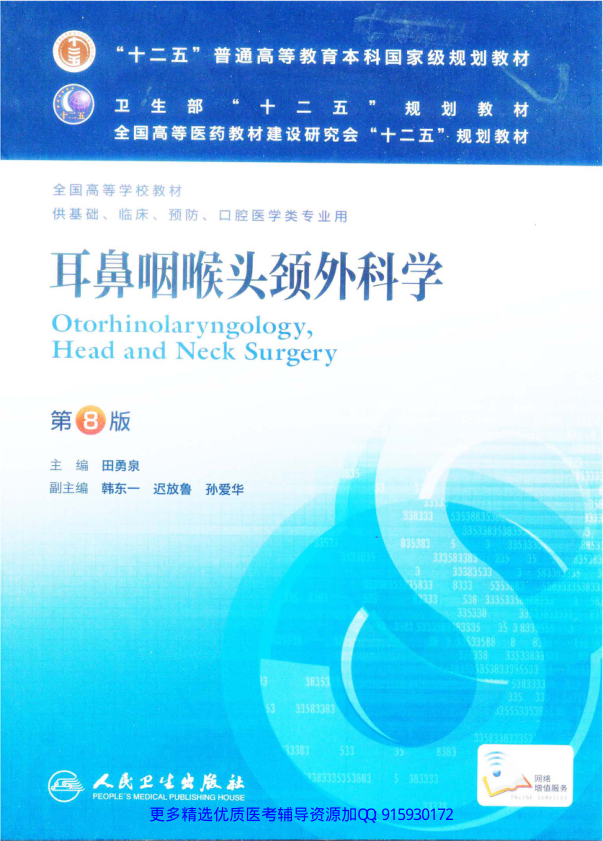 “十二五”普通高等教育本科国家级规划教材
十二五
卫生部“十二五”规划教材
全国高等医药教材建设研究会“十二五”规划教材
全国高等学校教材
供基础、临床、预防、口腔医学类专业用
耳鼻咽喉头颈外科学
Otorhinolaryngology,
Head and Neck Surgery
第8版
主编 田勇泉
副主编 韩东一 迟放鲁 孙爱华
网络
增值服务
ONLINE SERVICES
人民卫生出版社
PEOPLE'S MEDICAL PUBLISHING HOUSE
更多精选优质医考辅导资源加QQ 915930172